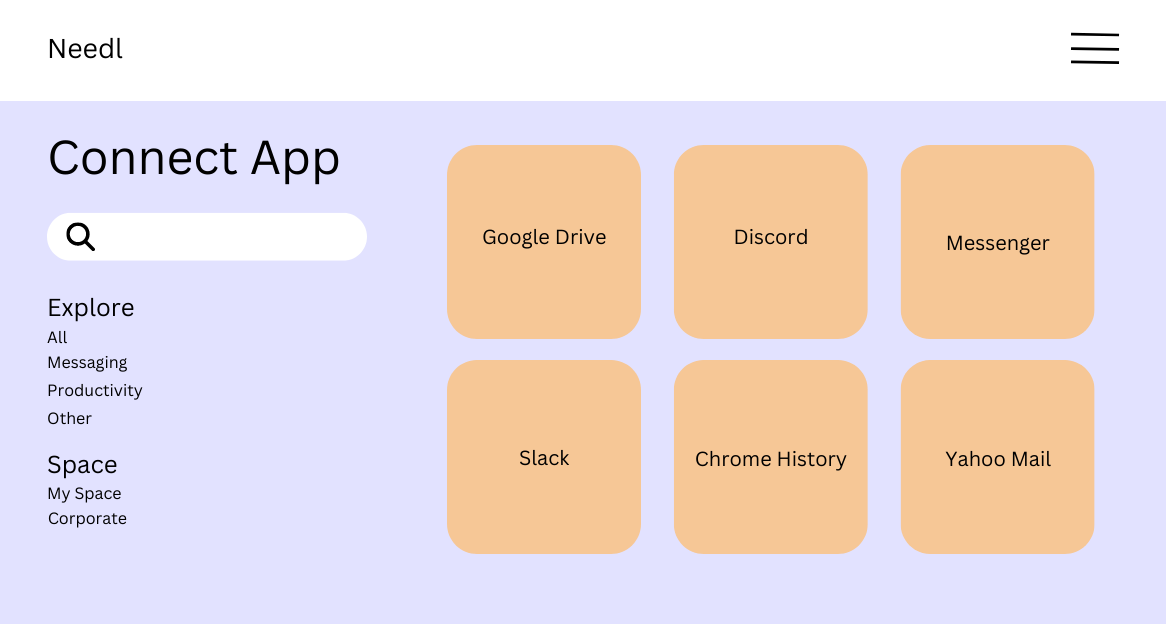 Needl
Connect App
Explore
All
Messaging
Productivity
Other
Space
My Space
Corporate
Google Drive
Discord
Messenger
Slack
Chrome History
Yahoo Mail